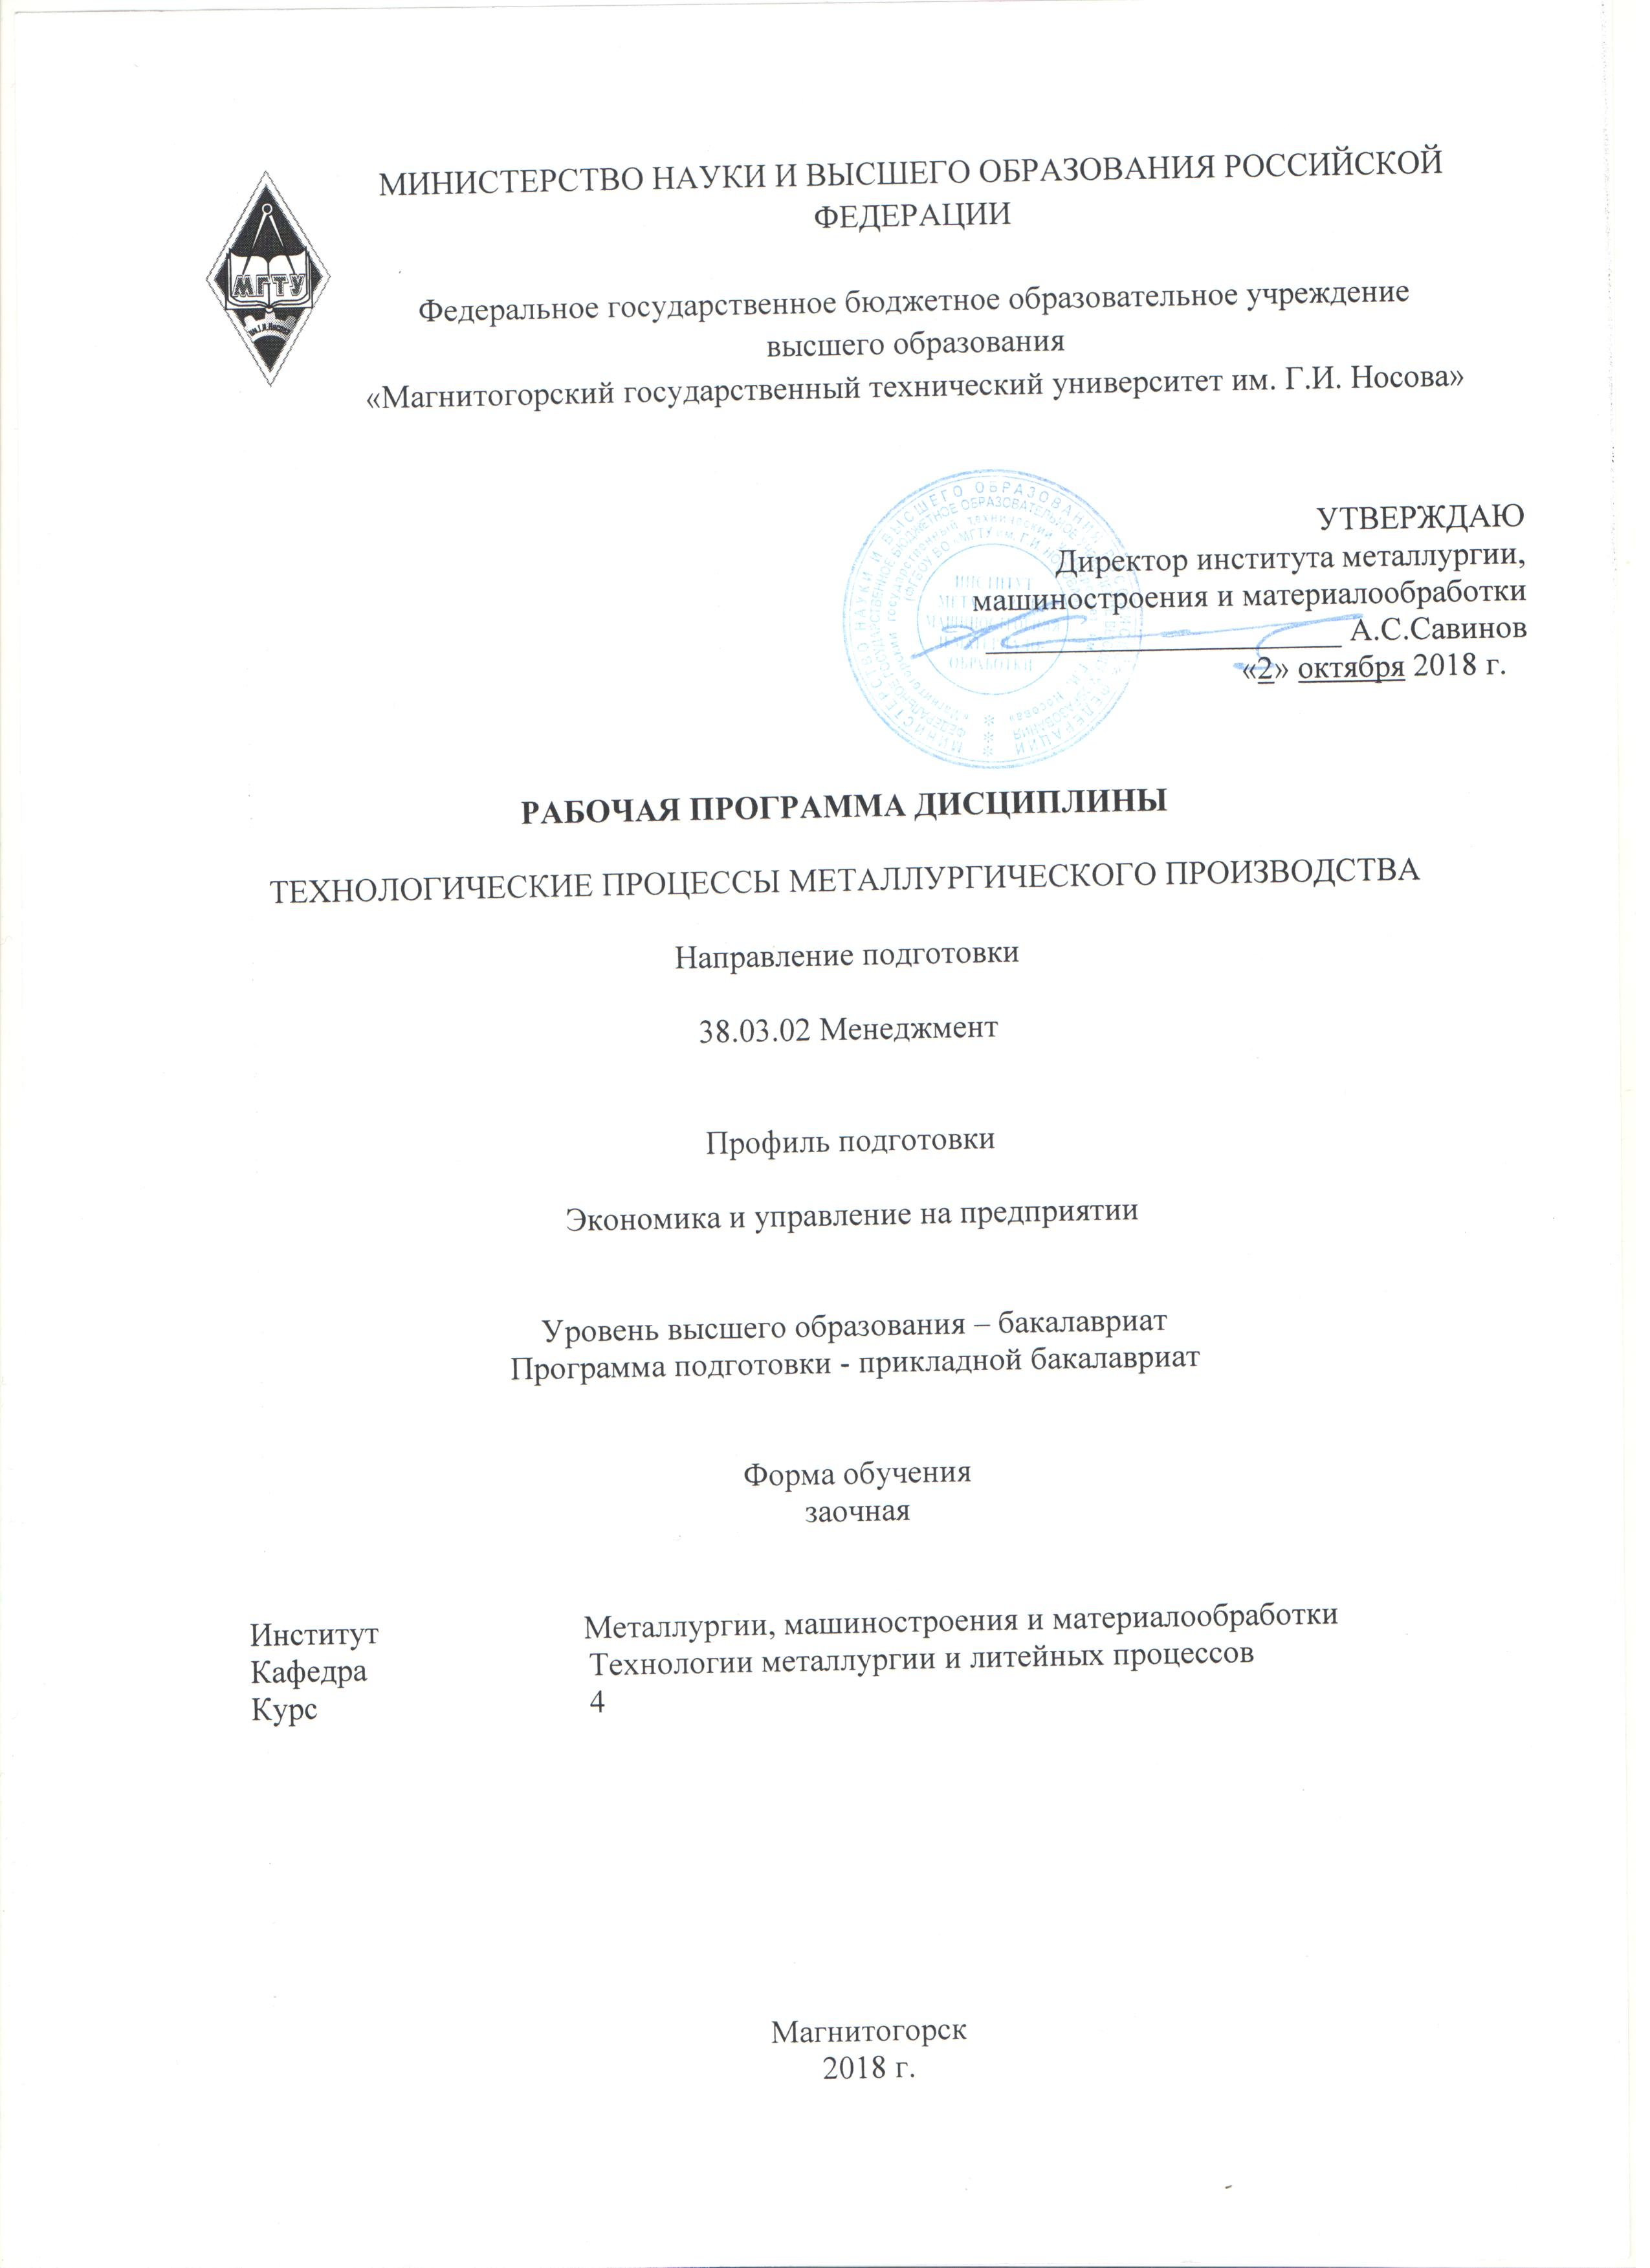 МИНИСТЕРСТВО НАУКИ И ВЫСШЕГО ОБРАЗОВАНИЯ РОССИЙСКОЙ
ФЕДЕРАЦИИ
МГТУ
Федеральное государственное бюджетное образовательное учреждение
высшего образования
«Магнитогорский государственный технический университет им. Г.И. Носова»
УТВЕРЖДАЮ
Директор института металлургии,
машиностроения и материалообработки
А.С.Савинов
«2» октября 2018 г.
РАБОЧАЯ ПРОГРАММА ДИСЦИПЛИНЫ
ТЕХНОЛОГИЧЕСКИЕ ПРОЦЕССЫ МЕТАЛЛУРГИЧЕСКОГО ПРОИЗВОДСТВА
Направление подготовки
38.03.02 Менеджмент
Профиль подготовки
Экономика и управление на предприятии
Уровень высшего образования – бакалавриат
Программа подготовки - прикладной бакалавриат
Форма обучения
заочная
Институт Металлургии, машиностроения и материалообработки
Кафедра Технологии металлургии и литейных процессов
Курс 4
Магнитогорск
2018 г.